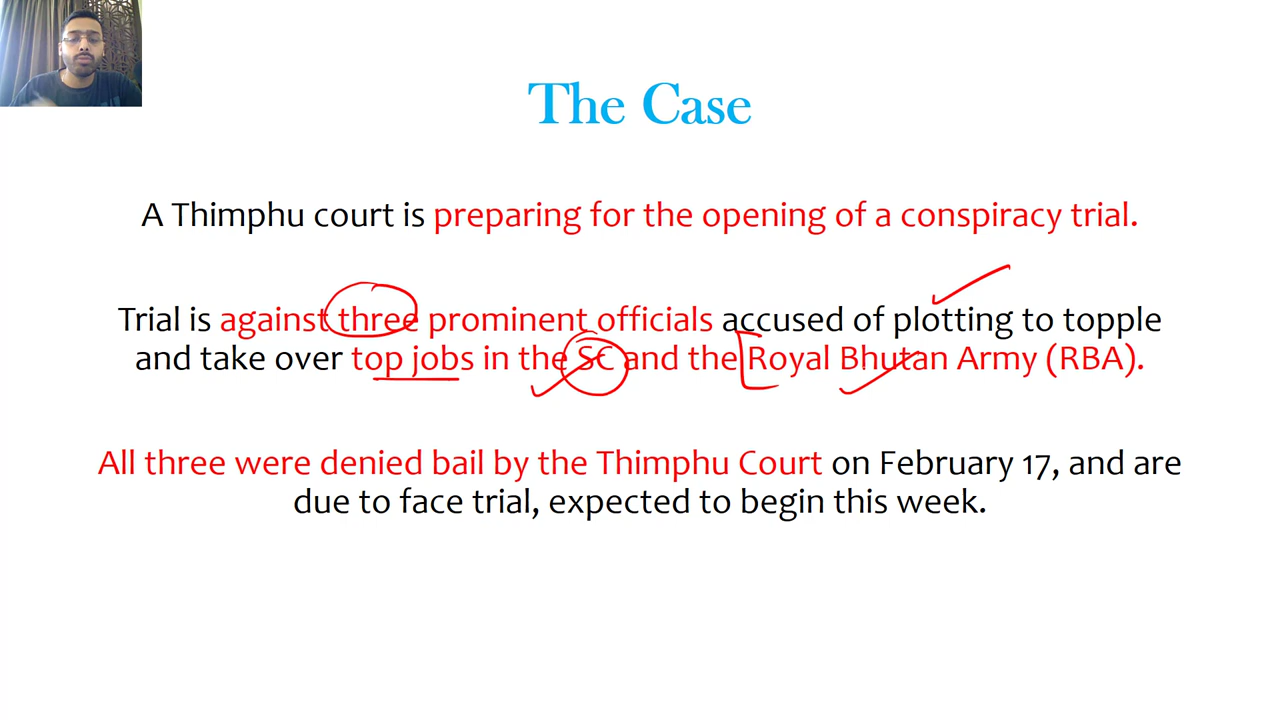 The Case
A Thimphu court is preparing for the opening of a conspiracy trial.
Trial is against three prominent officials accused of plotting to topple
and take over top jobs in the SC and the Royal Bhutan Army (RBA).
All three were denied bail by the Thimphu Court on February 17, and are
due to face trial, expected to begin this week.